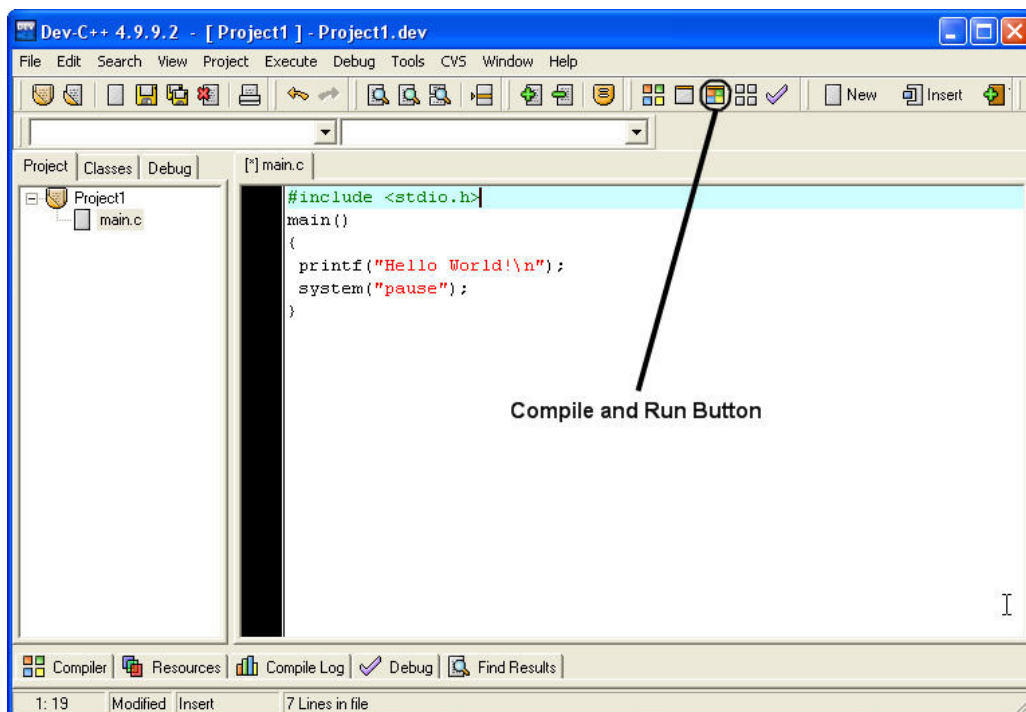 Dev-C++ 4.9.9.2 - [ Project1 ] - Project1.dev
File Edit Search View Project Execute Debug Tools CVS Window Help
New Insert
Project Classes Debug
[*] main.c
Project1
main.c
#include <stdio.h>
main()
{
printf("Hello World!\n");
system("pause");
}
Compile and Run Button
Compiler Resources Compile Log Debug Find Results
1: 19 Modified Insert 7 Lines in file